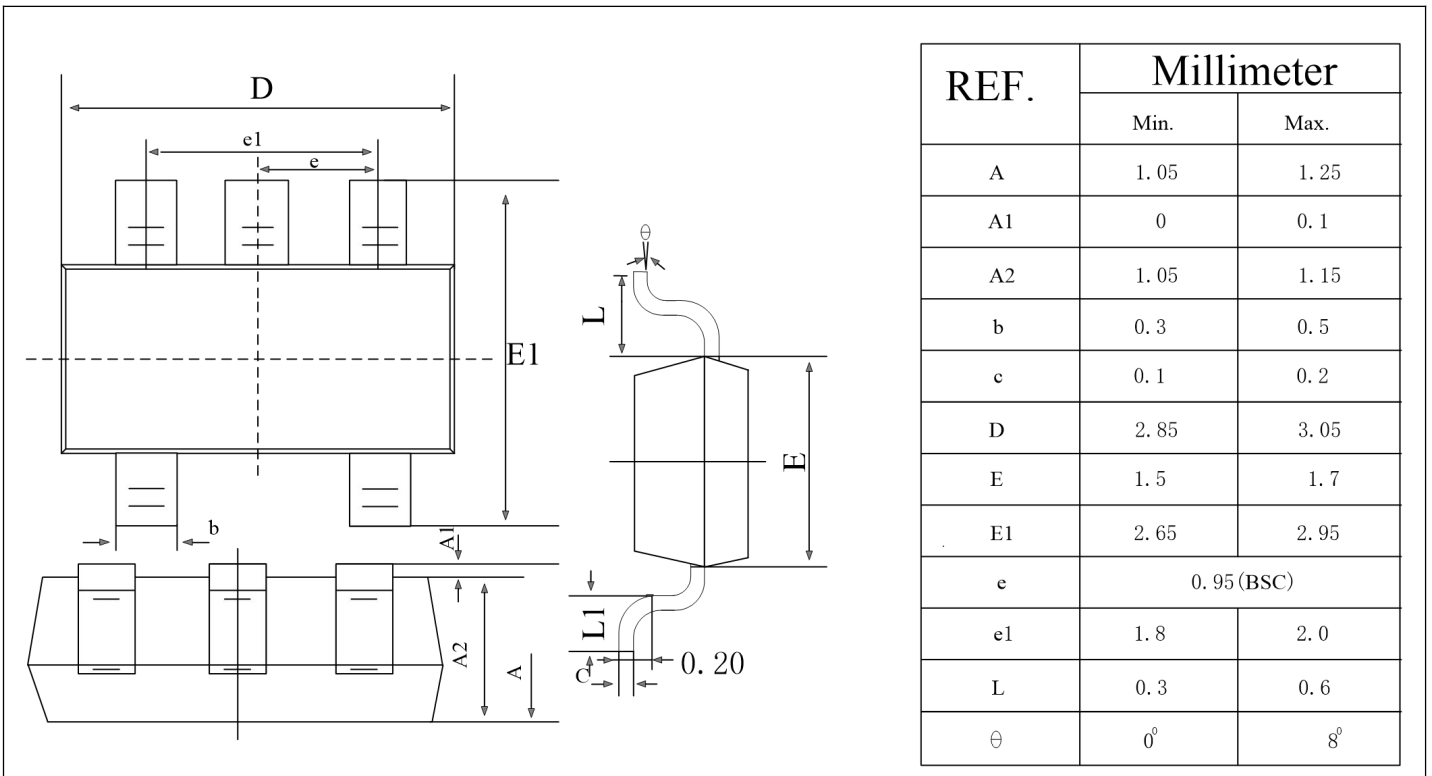 D
e1
e
E1
b
A1
A2
A
θ
L
E
L1
C
0.20
REF. Millimeter
Min. Max.
A 1.05 1.25
A1 0 0.1
A2 1.05 1.15
b 0.3 0.5
c 0.1 0.2
D 2.85 3.05
E 1.5 1.7
E1 2.65 2.95
e 0.95(BSC)
e1 1.8 2.0
L 0.3 0.6
θ 0⁰ 8⁰